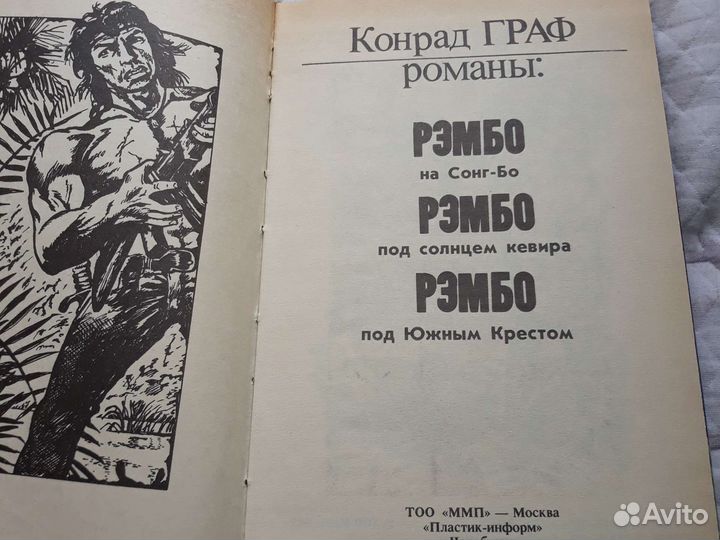 Конрад ГРАФ
романы:
РЭМБО
на Сонг-Бо
РЭМБО
под солнцем кевира
РЭМБО
под Южным Крестом
ТОО «ММП» — Москва
«Пластик-информ»
Avito